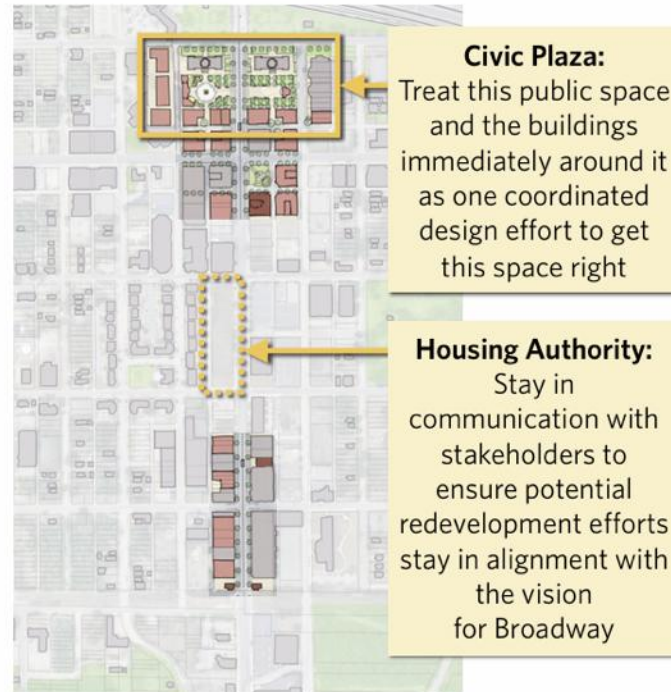 Civic Plaza:
Treat this public space
and the buildings
immediately around it
as one coordinated
design effort to get
this space right
Housing Authority:
Stay in
communication with
stakeholders to
ensure potential
redevelopment efforts
stay in alignment with
the vision
for Broadway